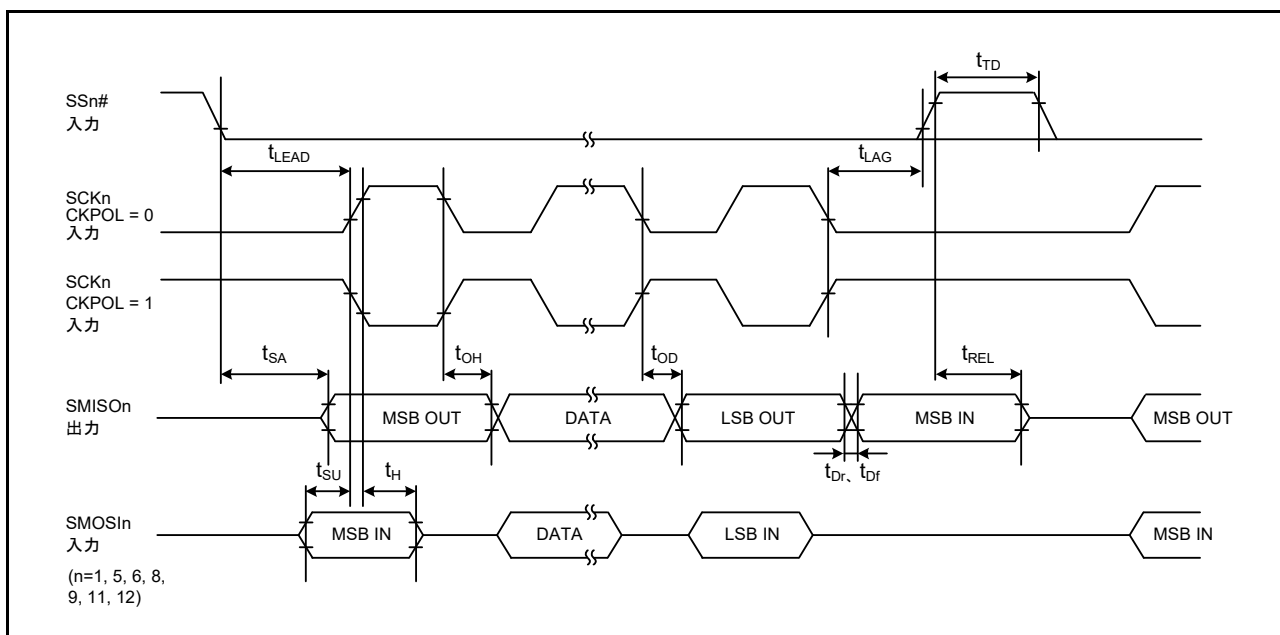 tTD
SSn#
入力
tLEAD
tLAG
SCKn
CKPOL = 0
入力
SCKn
CKPOL = 1
入力
tSA
tOH
tOD
tREL
SMISOn
出力
MSB OUT
DATA
LSB OUT
MSB IN
MSB OUT
tSU
tH
tDr、tDf
SMOSIn
入力
MSB IN
DATA
LSB IN
MSB IN
(n=1, 5, 6, 8,
9, 11, 12)